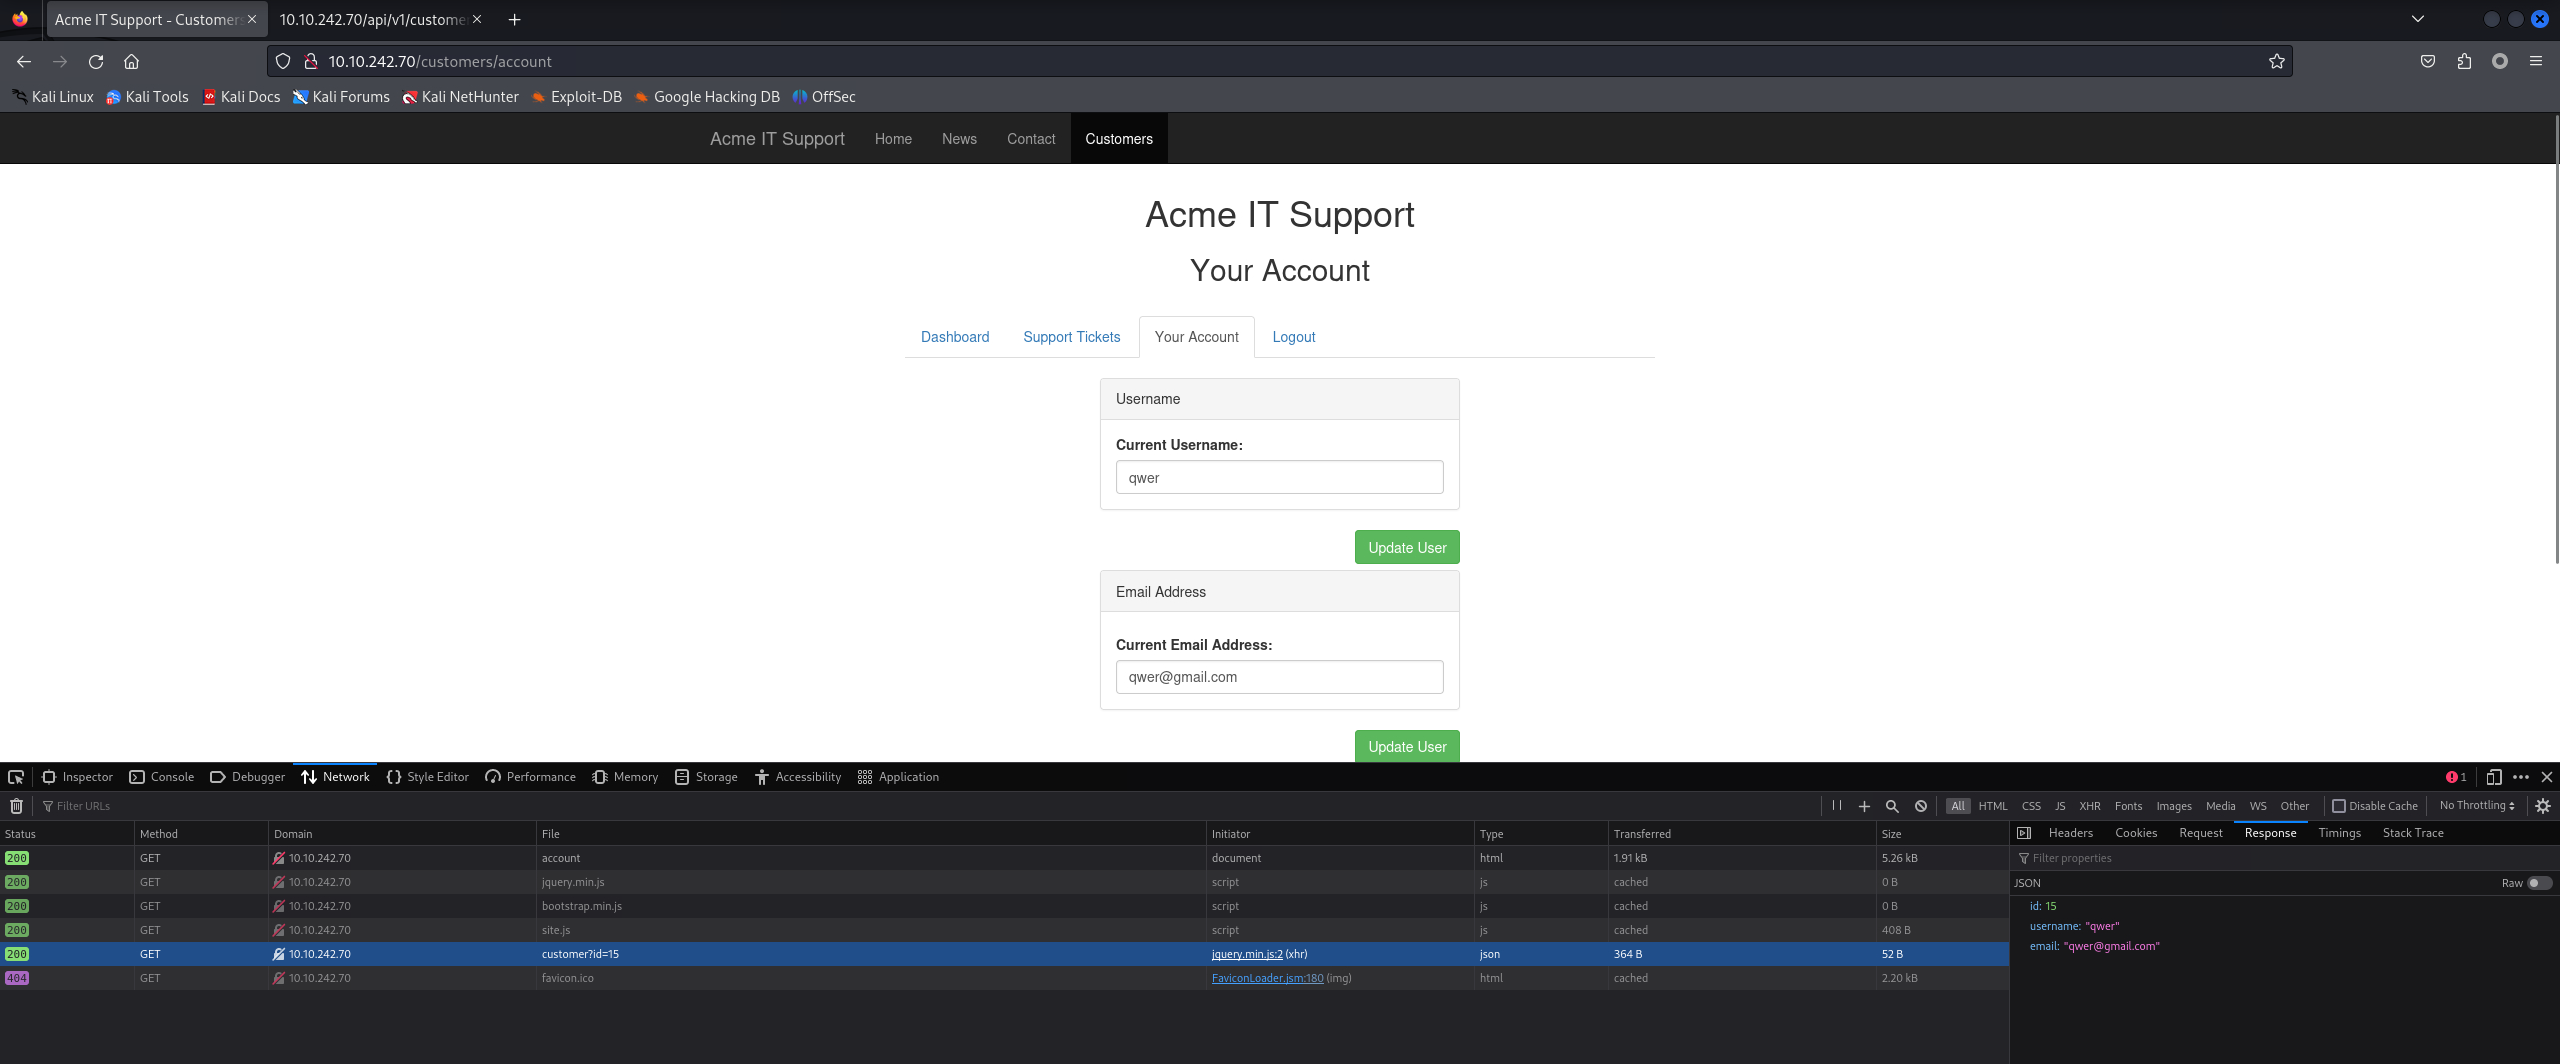 Acme IT Support - Customers
10.10.242.70/api/v1/custome
10.10.242.70/customers/account
Kali Linux Kali Tools Kali Docs Kali Forums Kali NetHunter Exploit-DB Google Hacking DB OffSec
Acme IT Support Home News Contact Customers
Acme IT Support
Your Account
Dashboard Support Tickets Your Account Logout
Username
Current Username:
qwer
Update User
Email Address
Current Email Address:
qwer@gmail.com
Update User
Inspector Console Debugger Network Style Editor Performance Memory Storage Accessibility Application 1
Filter URLs All HTML CSS JS XHR Fonts Images Media WS Other Disable Cache No Throttling
Status Method Domain File Initiator Type Transferred Size
200 GET 10.10.242.70 account document html 1.91 kB 5.26 kB
200 GET 10.10.242.70 jquery.min.js script js cached 0 B
200 GET 10.10.242.70 bootstrap.min.js script js cached 0 B
200 GET 10.10.242.70 site.js script js cached 408 B
200 GET 10.10.242.70 customer?id=15 jquery.min.js:2 (xhr) json 364 B 52 B
404 GET 10.10.242.70 favicon.ico FaviconLoader.jsm:180 (img) html cached 2.20 kB
Headers Cookies Request Response Timings Stack Trace
Filter properties
JSON Raw
id: 15
username: "qwer"
email: "qwer@gmail.com"